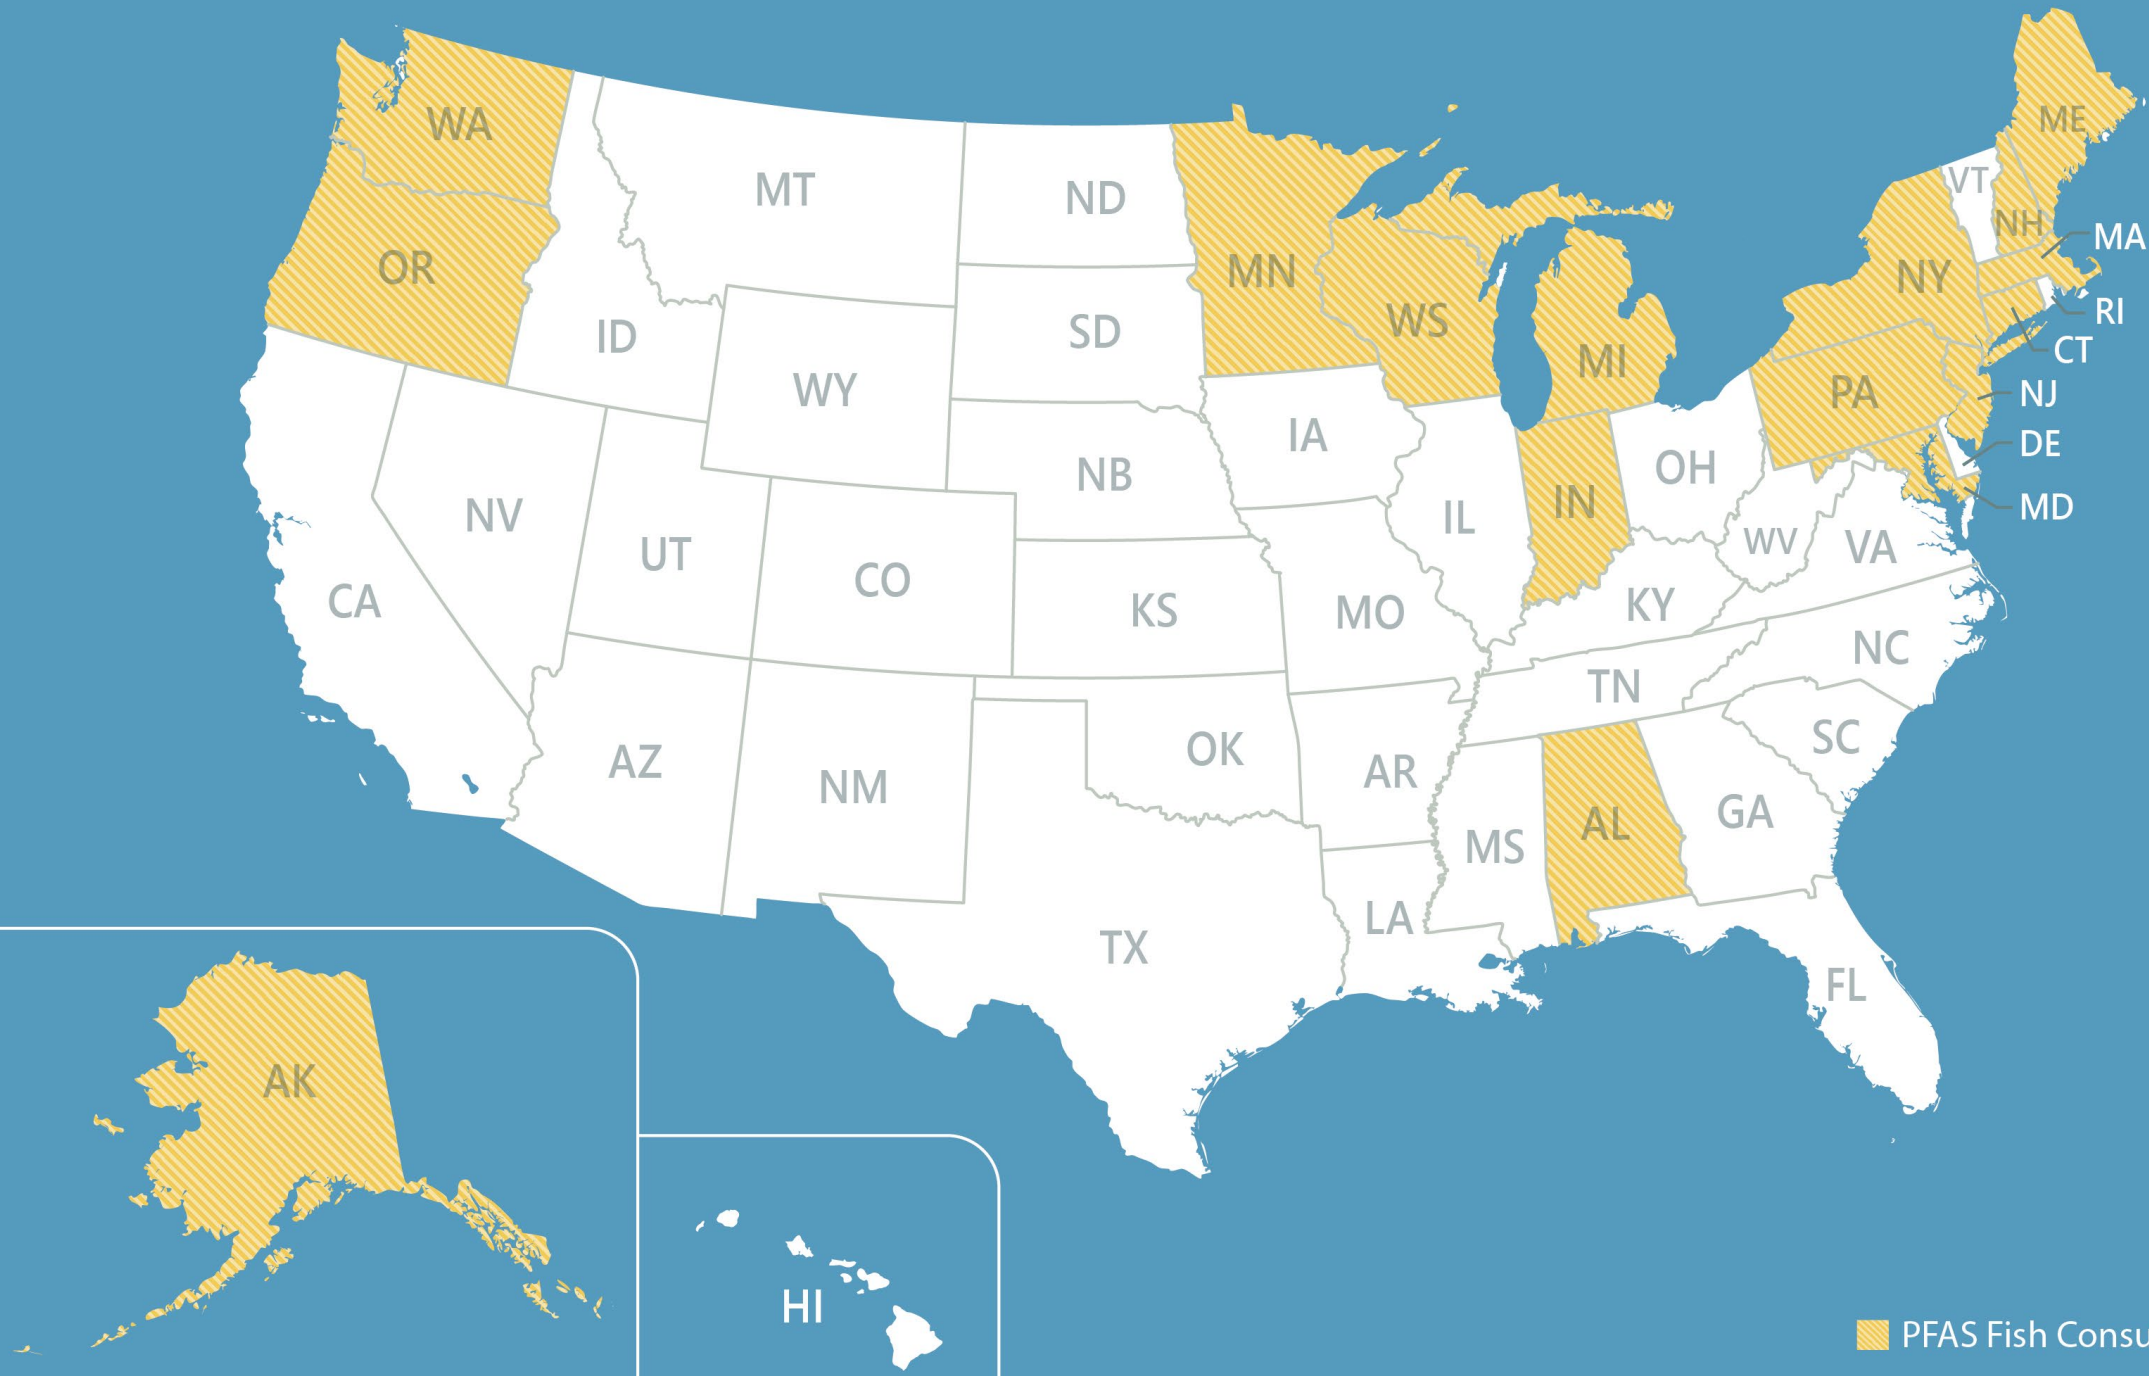 WA
OR
MT
ID
WY
ND
SD
NB
MN
WS
MI
IA
IL
IN
OH
PA
NY
VT
NH
ME
MA
RI
CT
NJ
DE
MD
CA
NV
UT
CO
KS
MO
KY
WV
VA
AZ
NM
OK
AR
TN
NC
SC
TX
LA
MS
AL
GA
FL
AK
HI
PFAS Fish Consu